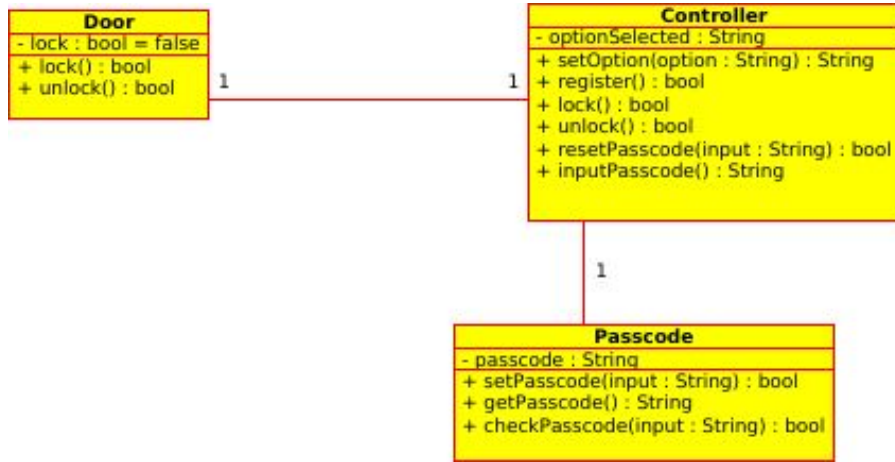 Door
- lock : bool = false
+ lock() : bool
+ unlock() : bool
1
1
Controller
- optionSelected : String
+ setOption(option : String) : String
+ register() : bool
+ lock() : bool
+ unlock() : bool
+ resetPasscode(input : String) : bool
+ inputPasscode() : String
1
Passcode
- passcode : String
+ setPasscode(input : String) : bool
+ getPasscode() : String
+ checkPasscode(input : String) : bool